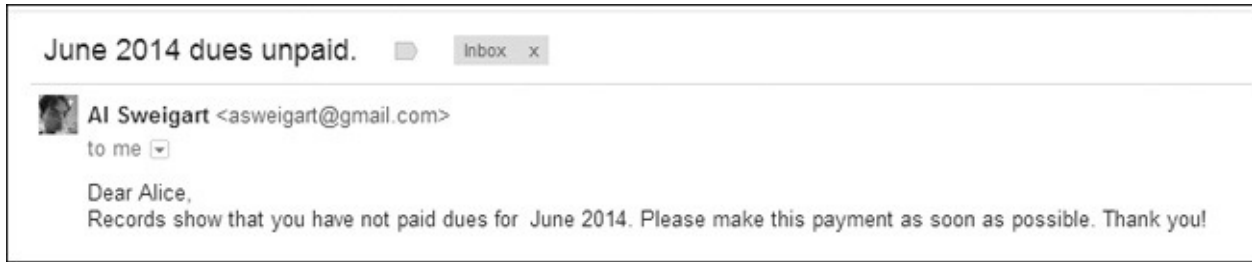 June 2014 dues unpaid. Inbox x
Al Sweigart <asweigart@gmail.com>
to me
Dear Alice,
Records show that you have not paid dues for  June 2014. Please make this payment as soon as possible. Thank you!